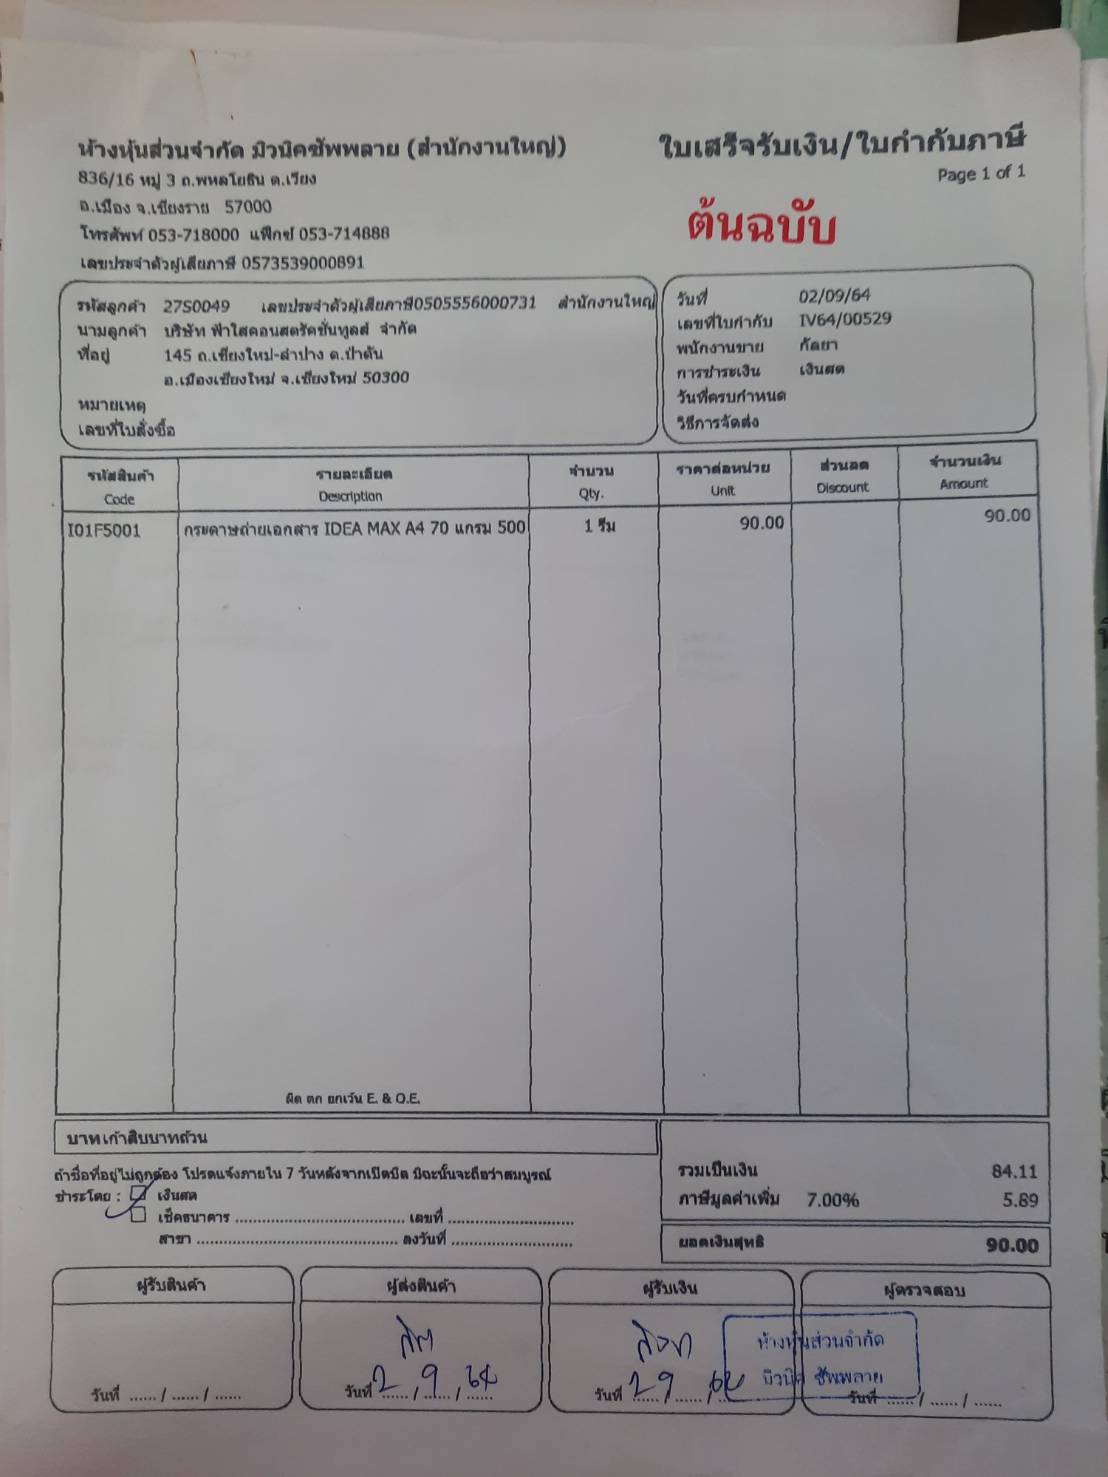 ห้างหุ้นส่วนจำกัด มิวนิคซัพพลาย (สำนักงานใหญ่)
836/16 หมู่ 3 ถ.พหลโยธิน ต.เวียง
อ.เมือง จ.เชียงราย 57000
โทรศัพท์ 053-718000 แฟ็กซ์ 053-714888
เลขประจำตัวผู้เสียภาษี 0573539000891
ใบเสร็จรับเงิน/ใบกำกับภาษี
Page 1 of 1
ต้นฉบับ
รหัสลูกค้า 27S0049 เลขประจำตัวผู้เสียภาษี0505556000731 สำนักงานใหญ่
นามลูกค้า บริษัท ฟ้าใสคอนสตรัคชั่นทูลส์ จำกัด
ที่อยู่ 145 ถ.เชียงใหม่-ลำปาง ต.ป่าตัน
อ.เมืองเชียงใหม่ จ.เชียงใหม่ 50300
หมายเหตุ
เลขที่ใบสั่งซื้อ
วันที่ 02/09/64
เลขที่ใบกำกับ IV64/00529
พนักงานขาย กัลยา
การชำระเงิน เงินสด
วันที่ครบกำหนด
วิธีการจัดส่ง
รหัสสินค้า รายละเอียด จำนวน ราคาต่อหน่วย ส่วนลด จำนวนเงิน
Code Description Qty. Unit Discount Amount
I01F5001 กระดาษถ่ายเอกสาร IDEA MAX A4 70 แกรม 500 1 รีม 90.00 90.00
ผิด ตก ยกเว้น E. & O.E.
บาทเก้าสิบบาทถ้วน
ถ้าชื่อที่อยู่ไม่ถูกต้อง โปรดแจ้งภายใน 7 วันหลังจากเปิดบิล มิฉะนั้นจะถือว่าสมบูรณ์
ชำระโดย : เงินสด
เช็คธนาคาร ........ เลขที่ ........
สาขา ........ ลงวันที่ ........
รวมเป็นเงิน 84.11
ภาษีมูลค่าเพิ่ม 7.00% 5.89
ยอดเงินสุทธิ 90.00
ผู้รับสินค้า ผู้ส่งสินค้า ผู้รับเงิน ผู้ตรวจสอบ
ห้างหุ้นส่วนจำกัด
มิวนิค ซัพพลาย
วันที่ ....../....../...... วันที่ 2/9/64 วันที่ 2 9 64 วันที่ ....../....../......